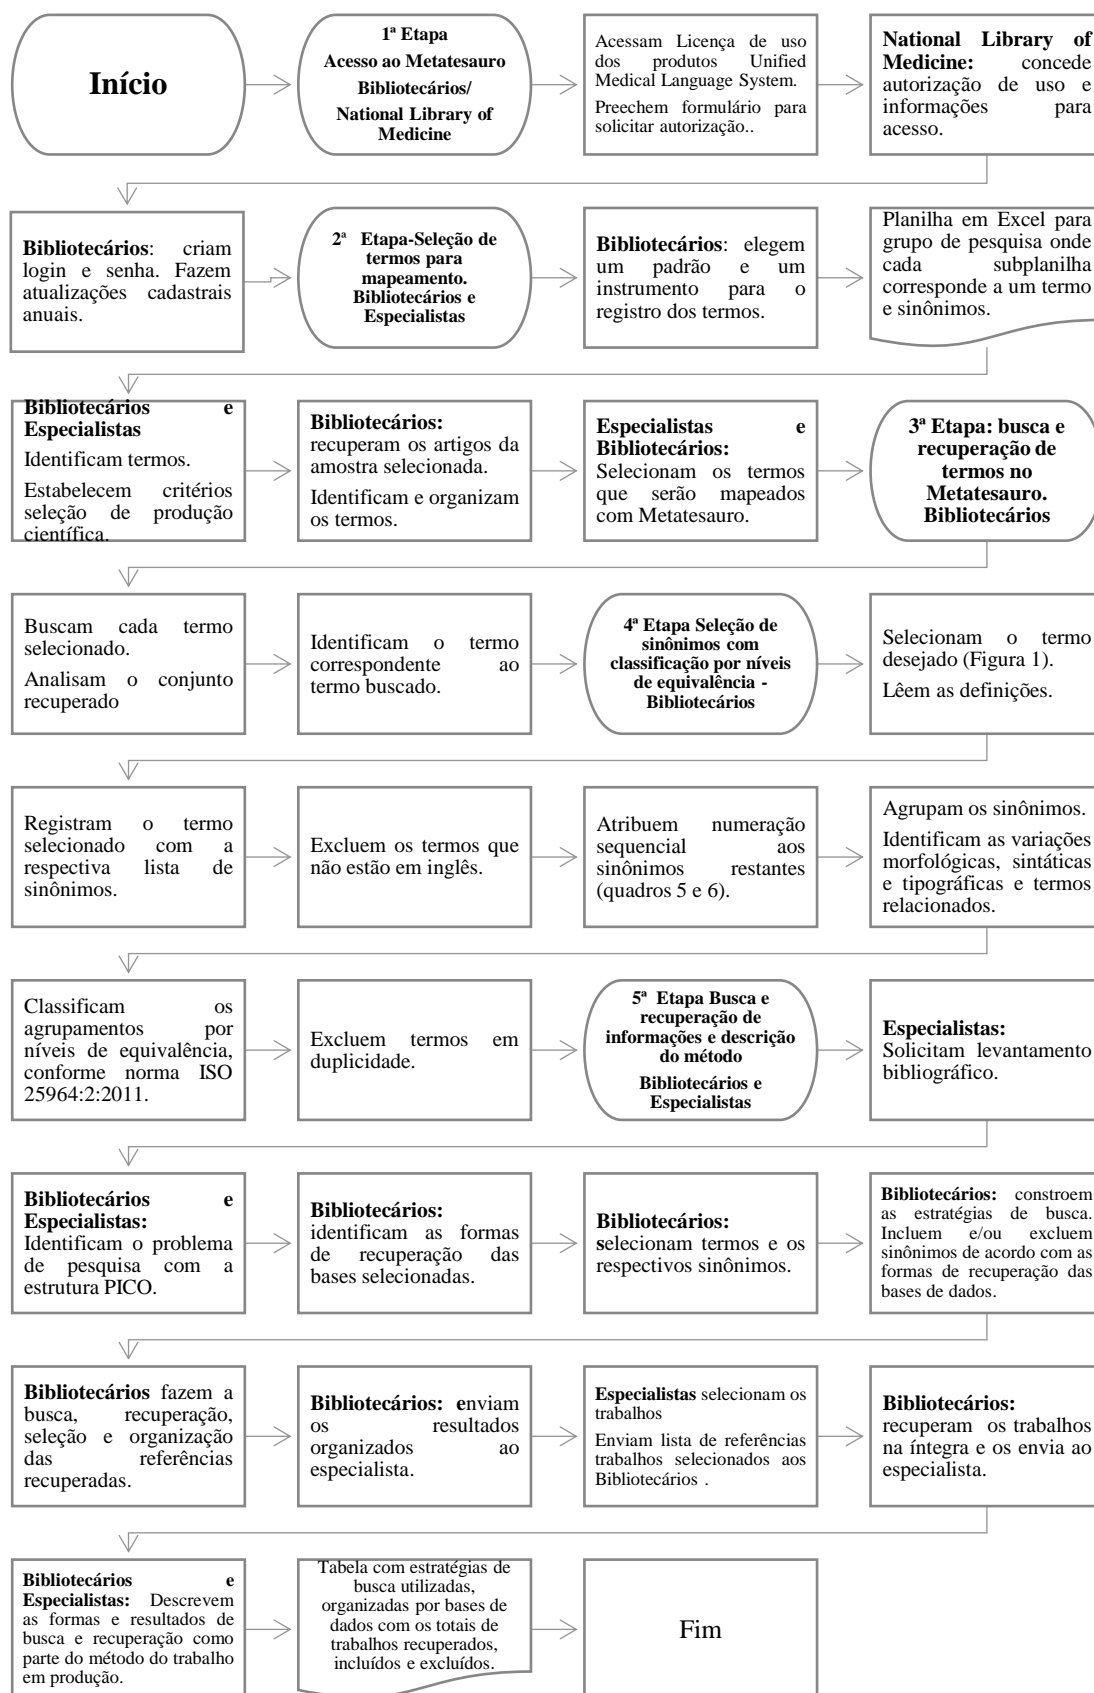 Início
1ª Etapa
Acesso ao Metatesauro
Bibliotecários/
National Library of
Medicine
Acessam Licença de uso
dos produtos Unified
Medical Language System.
Preechem formulário para
solicitar autorização..
National Library of
Medicine: concede
autorização de uso e
informações para
acesso.
Bibliotecários: criam
login e senha. Fazem
atualizações cadastrais
anuais.
2ª Etapa-Seleção de
termos para
mapeamento.
Bibliotecários e
Especialistas
Bibliotecários: elegem
um padrão e um
instrumento para o
registro dos termos.
Planilha em Excel para
grupo de pesquisa onde
cada subplanilha
corresponde a um termo
e sinônimos.
Bibliotecários e
Especialistas
Identificam termos.
Estabelecem critérios
seleção de produção
científica.
Bibliotecários:
recuperam os artigos da
amostra selecionada.
Identificam e organizam
os termos.
Especialistas e
Bibliotecários:
Selecionam os termos
que serão mapeados
com Metatesauro.
3ª Etapa: busca e
recuperação de
termos no
Metatesauro.
Bibliotecários
Buscam cada termo
selecionado.
Analisam o conjunto
recuperado
Identificam o termo
correspondente ao
termo buscado.
4ª Etapa Seleção de
sinônimos com
classificação por níveis
de equivalência -
Bibliotecários
Selecionam o termo
desejado (Figura 1).
Lêem as definições.
Registram o termo
selecionado com a
respectiva lista de
sinônimos.
Excluem os termos que
não estão em inglês.
Atribuem numeração
sequencial aos
sinônimos restantes
(quadros 5 e 6).
Agrupam os sinônimos.
Identificam as variações
morfológicas, sintáticas
e tipográficas e termos
relacionados.
Classificam os
agrupamentos por
níveis de equivalência,
conforme norma ISO
25964:2:2011.
Excluem termos em
duplicidade.
5ª Etapa Busca e
recuperação de
informações e descrição
do método
Bibliotecários e
Especialistas
Especialistas:
Solicitam levantamento
bibliográfico.
Bibliotecários e
Especialistas:
Identificam o problema
de pesquisa com a
estrutura PICO.
Bibliotecários:
identificam as formas
de recuperação das
bases selecionadas.
Bibliotecários:
selecionam termos e os
respectivos sinônimos.
Bibliotecários: constroem
as estratégias de busca.
Incluem e/ou excluem
sinônimos de acordo com as
formas de recuperação das
bases de dados.
Bibliotecários fazem a
busca, recuperação,
seleção e organização
das referências
recuperadas.
Bibliotecários: enviam
os resultados
organizados ao
especialista.
Especialistas selecionam os
trabalhos
Enviam lista de referências
trabalhos selecionados aos
Bibliotecários .
Bibliotecários:
recuperam os trabalhos
na íntegra e os envia ao
especialista.
Bibliotecários e
Especialistas: Descrevem
as formas e resultados de
busca e recuperação como
parte do método do trabalho
em produção.
Tabela com estratégias de
busca utilizadas,
organizadas por bases de
dados com os totais de
trabalhos recuperados,
incluídos e excluídos.
Fim